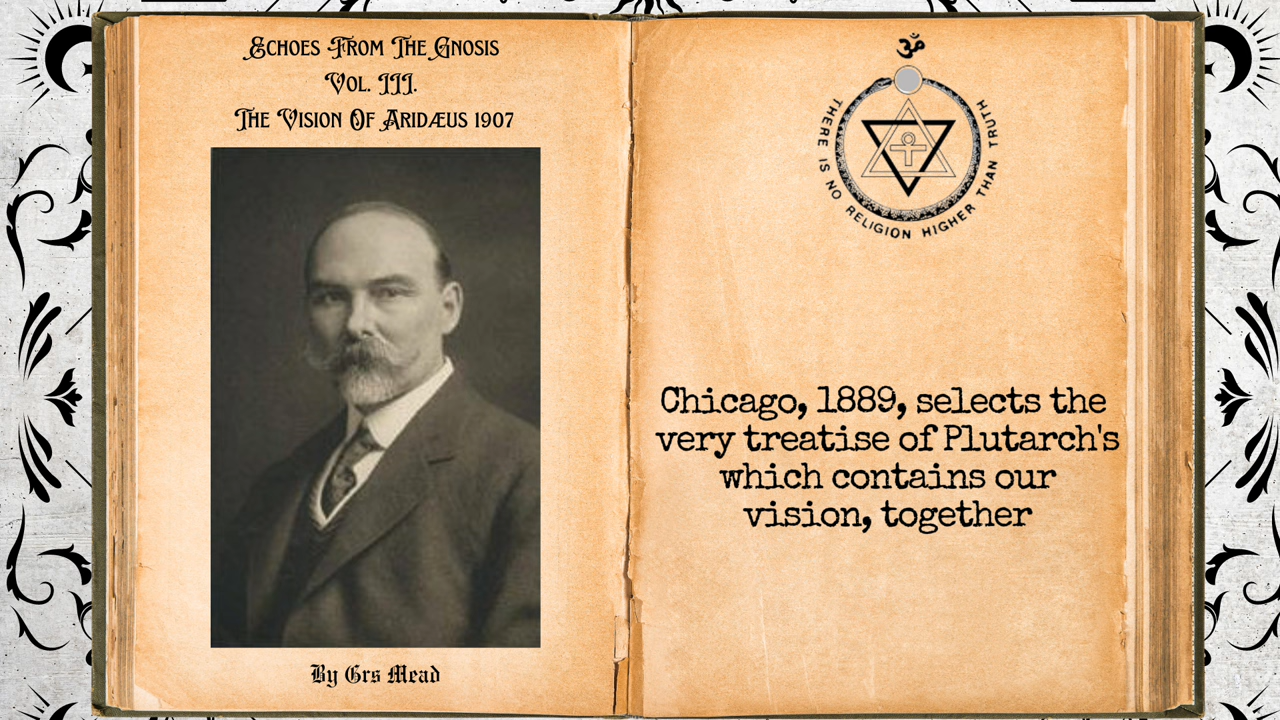 Echoes From The Gnosis
Vol. III.
The Vision Of Aridæus 1907
By Grs Mead
ॐ
THERE IS NO RELIGION HIGHER THAN TRUTH
Chicago, 1889, selects the
very treatise of Plutarch's
which contains our
vision, together